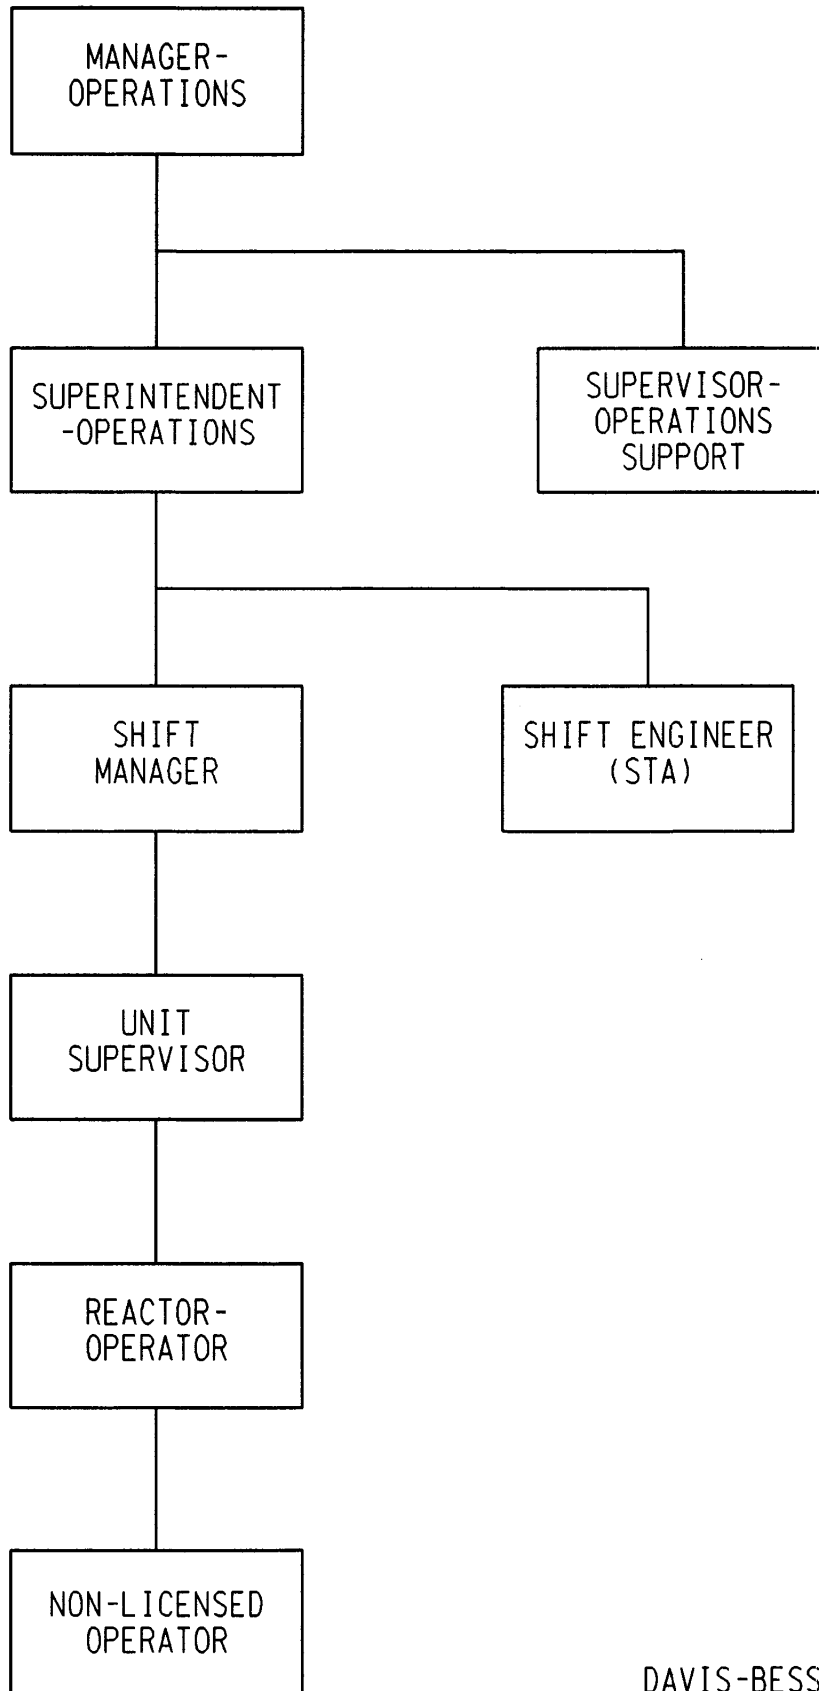 MANAGER-
OPERATIONS
SUPERINTENDENT
-OPERATIONS
SUPERVISOR-
OPERATIONS
SUPPORT
SHIFT
MANAGER
SHIFT ENGINEER
(STA)
UNIT
SUPERVISOR
REACTOR-
OPERATOR
NON-LICENSED
OPERATOR
DAVIS-BESS